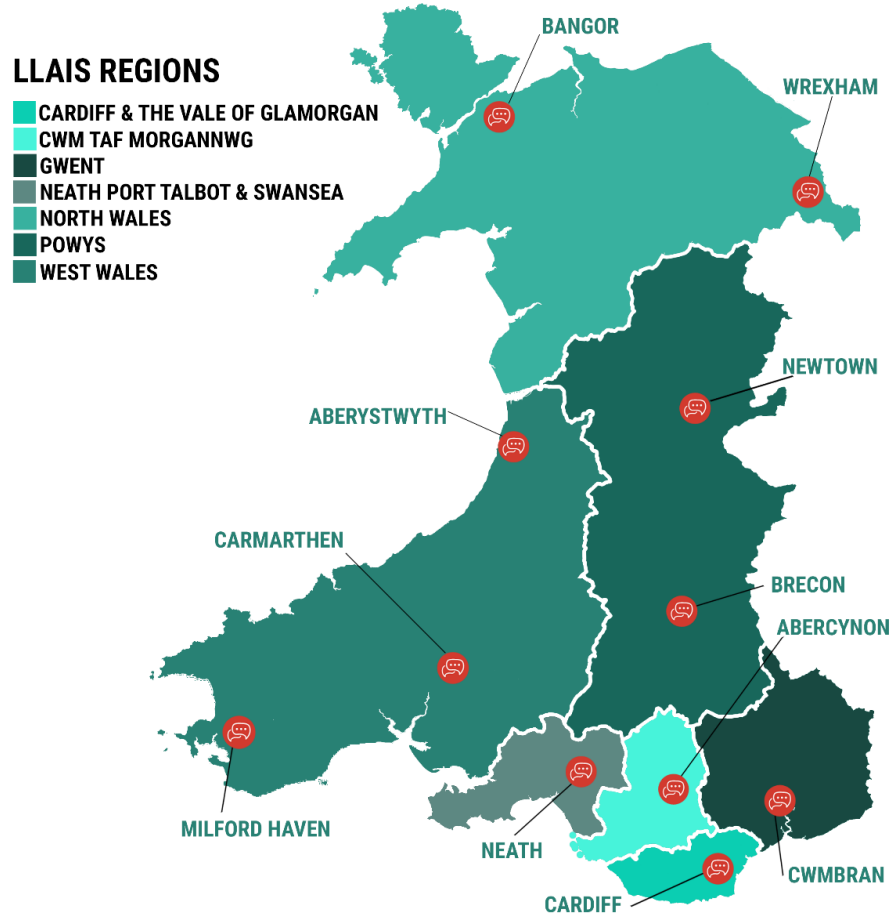 BANGOR
LLAIS REGIONS
WREXHAM
CARDIFF & THE VALE OF GLAMORGAN
CWM TAF MORGANNWG
GWENT
NEATH PORT TALBOT & SWANSEA
NORTH WALES
POWYS
WEST WALES
NEWTOWN
ABERYSTWYTH
CARMARTHEN
BRECON
ABERCYNON
MILFORD HAVEN
NEATH
CWMBRAN
CARDIFF